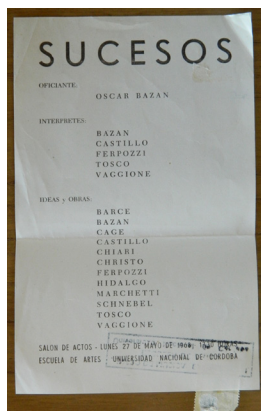 SUCESOS
OFICIANTE:
OSCAR BAZAN
INTERPRETES:
BAZAN
CASTILLO
FERPOZZI
TOSCO
VAGGIONE
IDEAS y OBRAS:
BARCE
BAZAN
CAGE
CASTILLO
CHIARI
CHRISTO
FERPOZZI
HIDALGO
MARCHETTI
SCHNEBEL
TOSCO
VAGGIONE
SALON DE ACTOS - LUNES 27 DE MAYO DE
ESCUELA DE ARTES UNIVERSIDAD NACIONAL DE CORDOBA